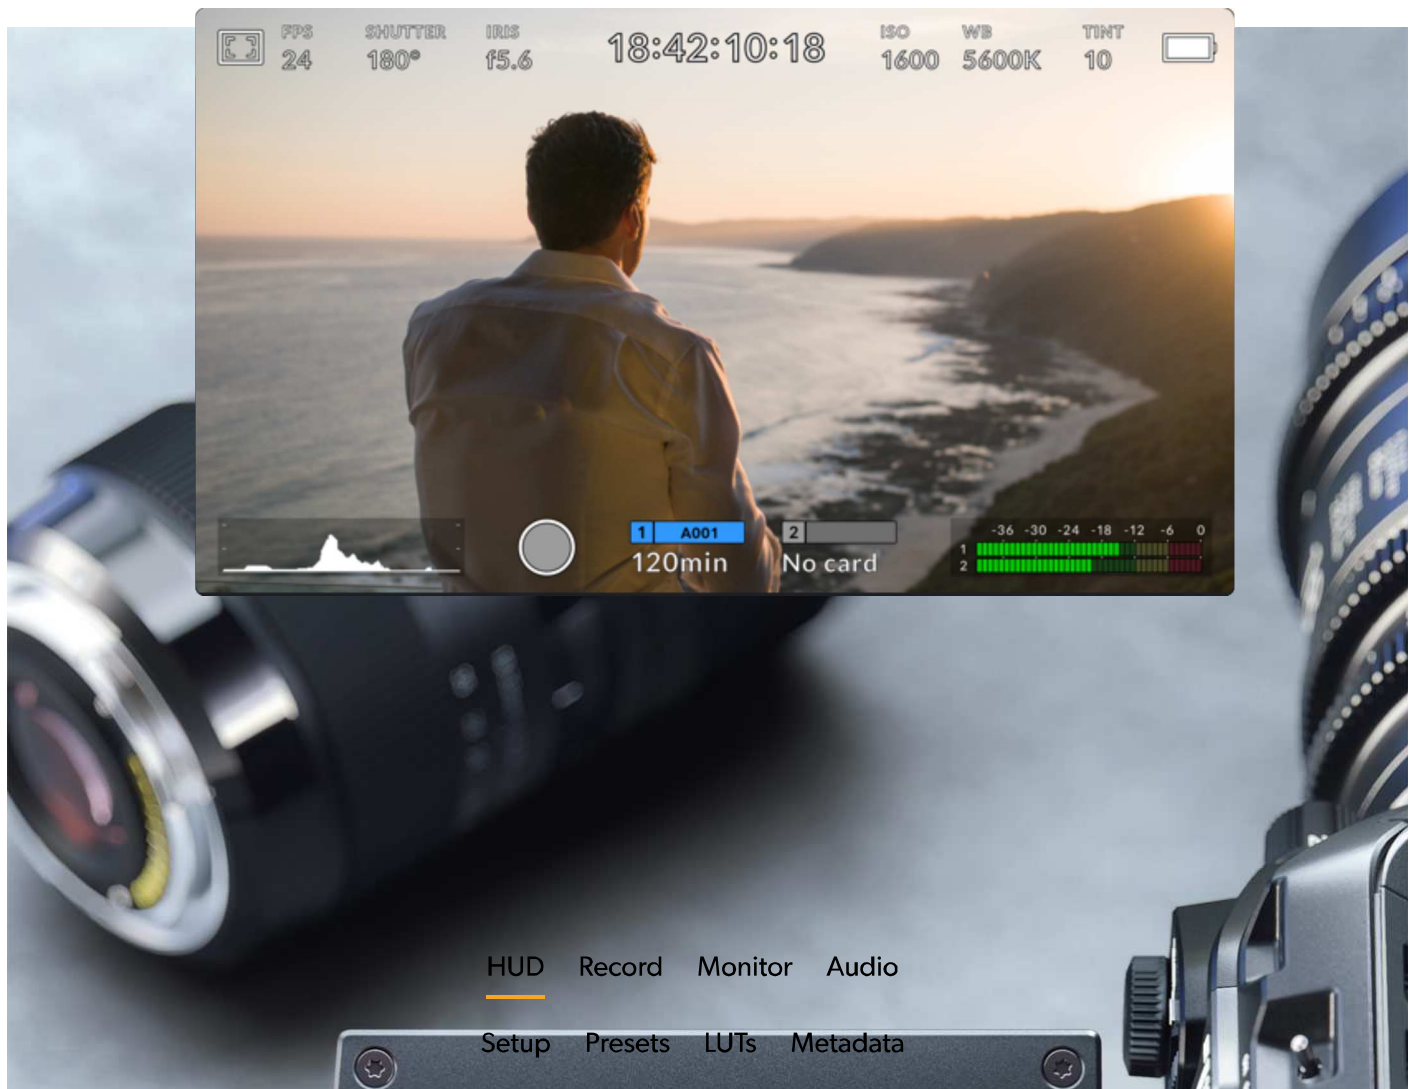 FPS SHUTTER IRIS ISO WB TINT
24 180° f5.6 18:42:10:18 1600 5600K 10
1 A001 2
120min No card
-36 -30 -24 -18 -12 -6 0
1
2
HUD Record Monitor Audio
Setup Presets LUTs Metadata